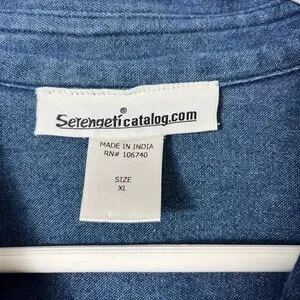 ®
Serengeticatalog.com
MADE IN INDIA
RN# 106740
SIZE
XL